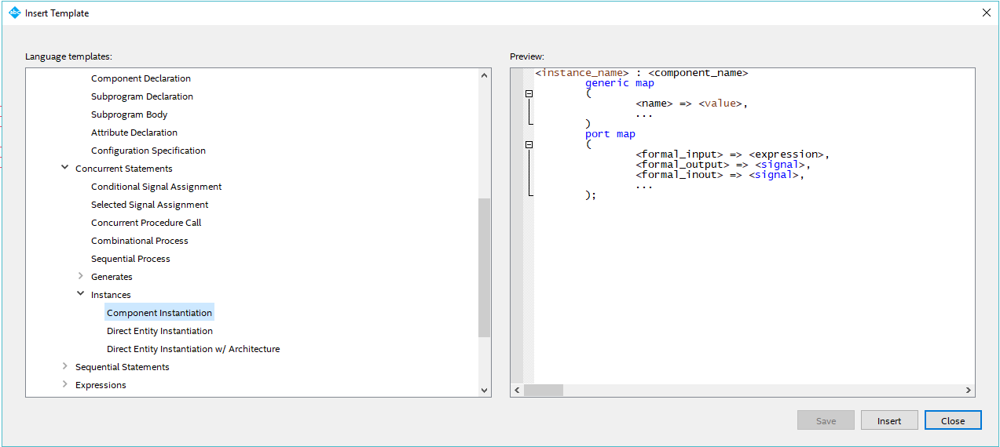 abc Insert Template
Language templates:
Component Declaration
Subprogram Declaration
Subprogram Body
Attribute Declaration
Configuration Specification
Concurrent Statements
Conditional Signal Assignment
Selected Signal Assignment
Concurrent Procedure Call
Combinational Process
Sequential Process
Generates
Instances
Component Instantiation
Direct Entity Instantiation
Direct Entity Instantiation w/ Architecture
Sequential Statements
Expressions
Preview:
<instance_name> : <component_name>
generic map
(
<name> => <value>,
...
)
port map
(
<formal_input> => <expression>,
<formal_output> => <signal>,
<formal_inout> => <signal>,
...
);
Save Insert Close